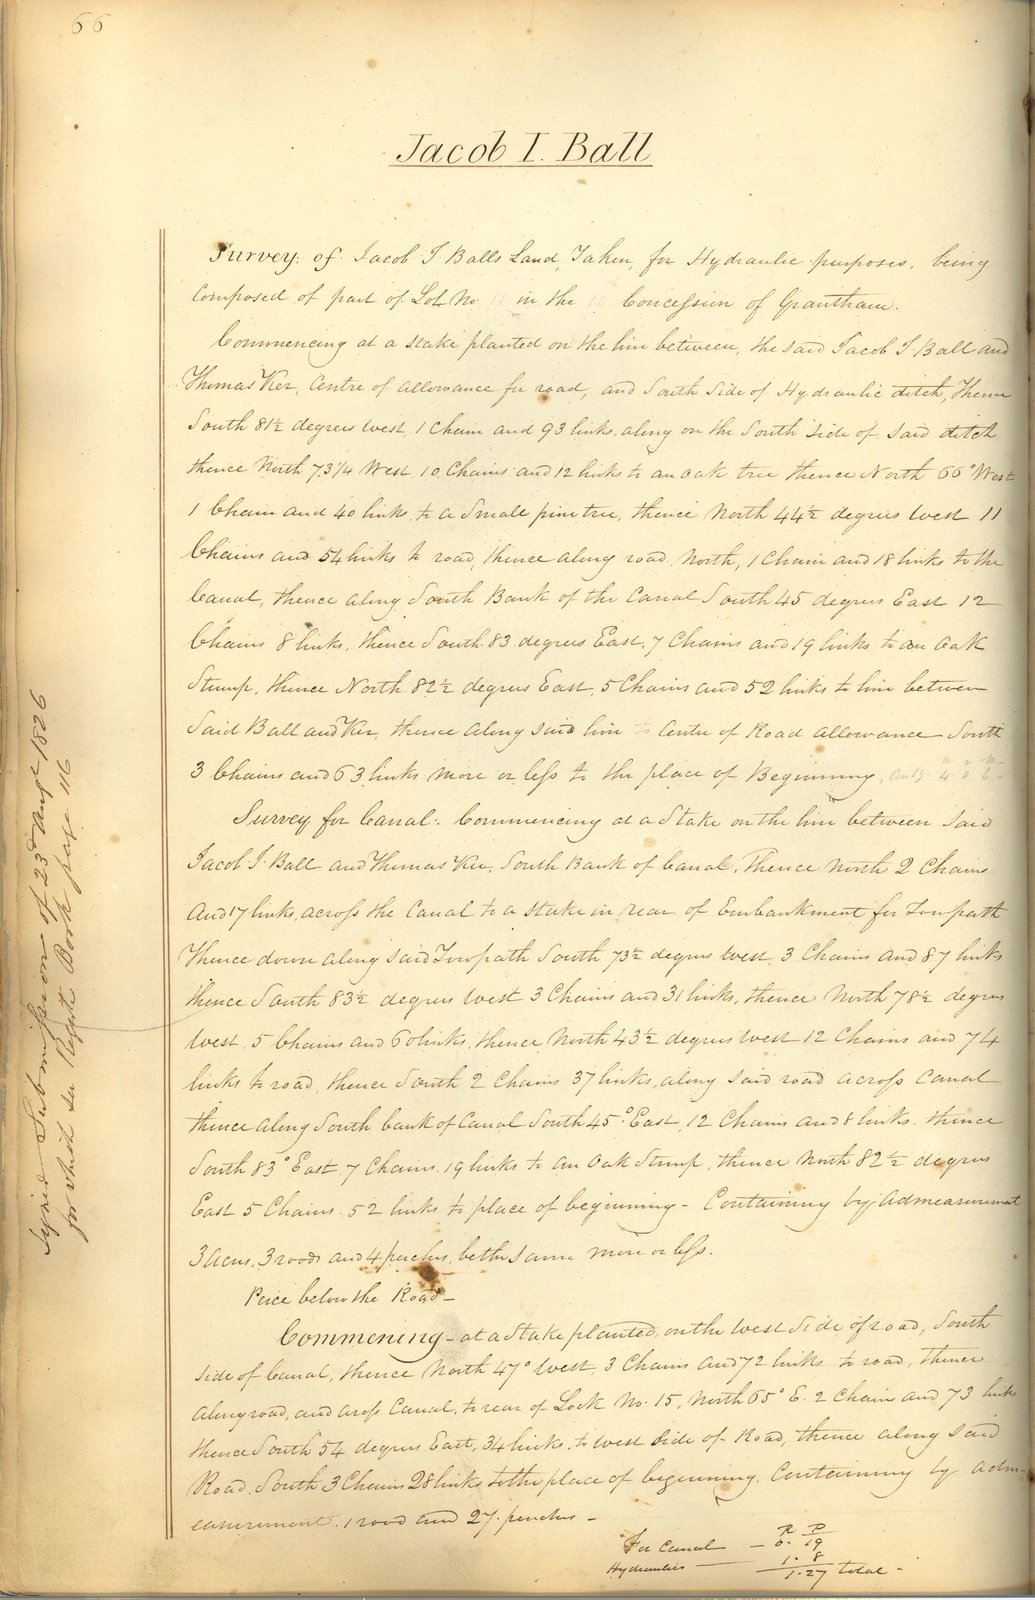 66
Jacob I. Ball
Survey of Jacob I Balls Land, Taken, for Hydraulic purposes, being
Composed of part of Lot No 11 in the 10th Concession of Grantham.
Commencing at a stake planted on the line between, the said Jacob I Ball and
Thomas Ker, Centre of allowance for road, and South Side of Hydraulic ditch, Thence
South 81½ degrees west, 1 Chain and 93 links, along on the South side of said ditch
thence North 73¼ West. 10 Chains and 12 links to an oak tree thence North 66° West
1 Chain and 40 links, to a Small pine tree, thence North 44½ degrees West 11
Chains and 54 links to road, thence along road North, 1 Chain and 18 links to the
Canal, thence along South Bank of the Canal South 45 degrees East 12
Chains 8 links, thence South 83 degrees East, 7 Chains and 19 links to an Oak
Stump, thence North 82½ degrees East, 5 Chains and 52 links to line between
Said Ball and Ker, thence along said line to Centre of Road allowance South
3 Chains and 63 links more or less to the place of Beginning,
Survey for Canal: Commencing at a Stake on the line between said
Jacob I. Ball and Thomas Ker, South Bank of Canal, Thence North 2 Chains
And 17 links, across the Canal to a stake in rear of Embankment for Towpath
Thence down along said Towpath South 73½ degrees West, 3 Chains and 87 links
thence South 83½ degrees West 3 Chains and 31 links, thence North 78½ degrees
West, 5 Chains and 60 links, thence North 43½ degrees West 12 Chains and 74
links to road, thence South 2 Chains 37 links, along said road across Canal
thence along South bank of Canal South 45° East, 12 Chains and 8 links, thence
South 83° East 7 Chains. 19 links to an Oak Stump, thence North 82½ degrees
East 5 Chains. 52 links to place of beginning - Containing by Admeasurement
3 acres, 3 roods and 4 perches, be the same more or less.
Peice below the Road -
Commencing - at a Stake planted, on the West Side of road, South
Side of Canal, thence North 47° West, 3 Chains and 72 links to road, thence
along road, and across Canal, to rear of Lock No. 15, North 65° E. 2 Chain and 73 links
thence South 54 degrees East, 34 links, to West Side of Road, thence along said
Road, South 3 Chains 28 links to the place of beginning. Containing by adm-
easurement. 1 rood and 27. perches -
R. P
For Canal - 0. 19
Hydraulics 1. 8
1. 27 total -
Signed Submission of 23rd Augt 1826
for which see Registe Book page 116